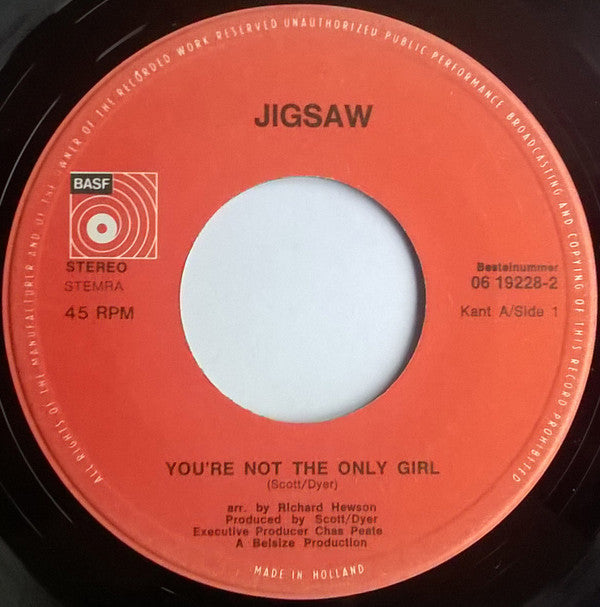 ALL RIGHTS OF THE MANUFACTURER AND OF THE OWNER OF THE RECORDED WORK RESERVED UNAUTHORIZED PUBLIC PERFORMANCE BROADCASTING AND COPYING OF THIS RECORD PROHIBITED
JIGSAW
BASF
STEREO
STEMRA
45 RPM
Bestelnummer
06 19228-2
Kant A/Side 1
YOU'RE NOT THE ONLY GIRL
(Scott/Dyer)
arr. by Richard Hewson
Produced by Scott/Dyer
Executive Producer Chas Peate
A Belsize Production
MADE IN HOLLAND